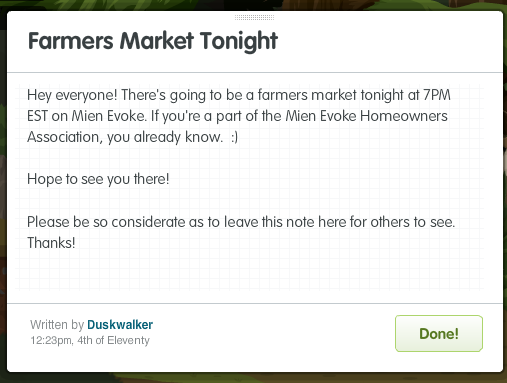 Farmers Market Tonight
Hey everyone! There's going to be a farmers market tonight at 7PM
EST on Mien Evoke. If you're a part of the Mien Evoke Homeowners
Association, you already know.  :)
Hope to see you there!
Please be so considerate as to leave this note here for others to see.
Thanks!
Written by Duskwalker
12:23pm, 4th of Eleventy
Done!